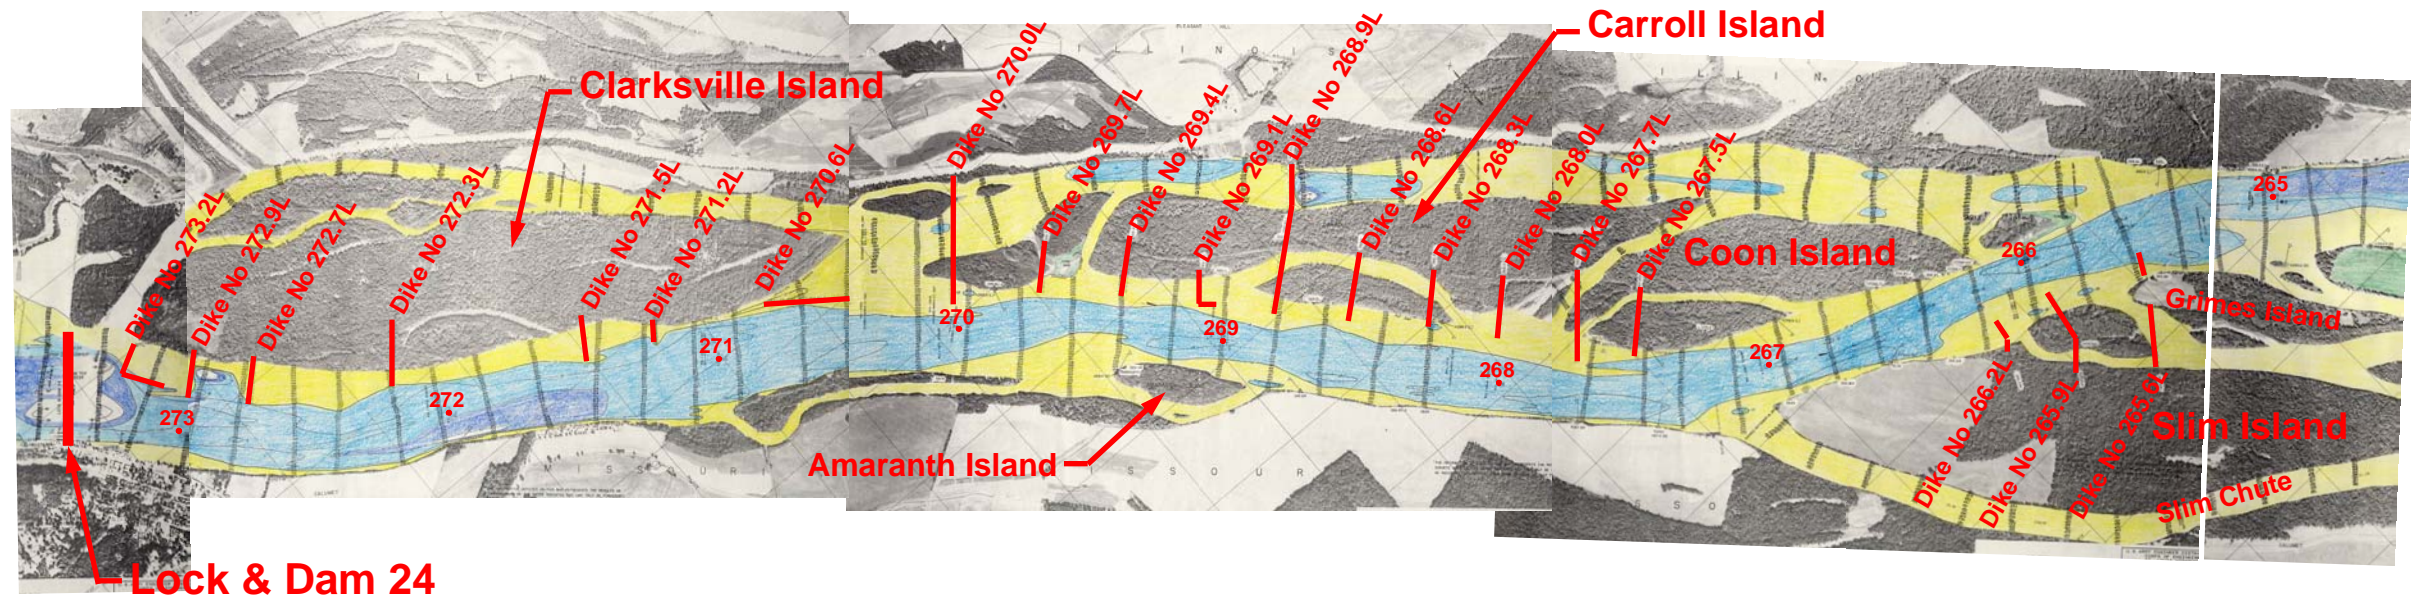 Carroll Island
Clarksville Island
ILLINOIS
Dike No 273.2L
Dike No 272.9L
Dike No 272.7L
Dike No 272.3L
Dike No 271.5L
Dike No 271.2L
Dike No 270.6L
Dike No 270.0L
Dike No 269.7L
Dike No 269.4L
Dike No 269.1L
Dike No 268.9L
Dike No 268.6L
Dike No 268.3L
Dike No 268.0L
Dike No 267.7L
Dike No 267.5L
Coon Island
265
266
Grimes Island
270
269
271
267
268
272
273
Dike No 266.2L
Dike No 265.9L
Dike No 265.6L
Slim Island
Amaranth Island
MISSOURI
Slim Chute
Lock & Dam 24